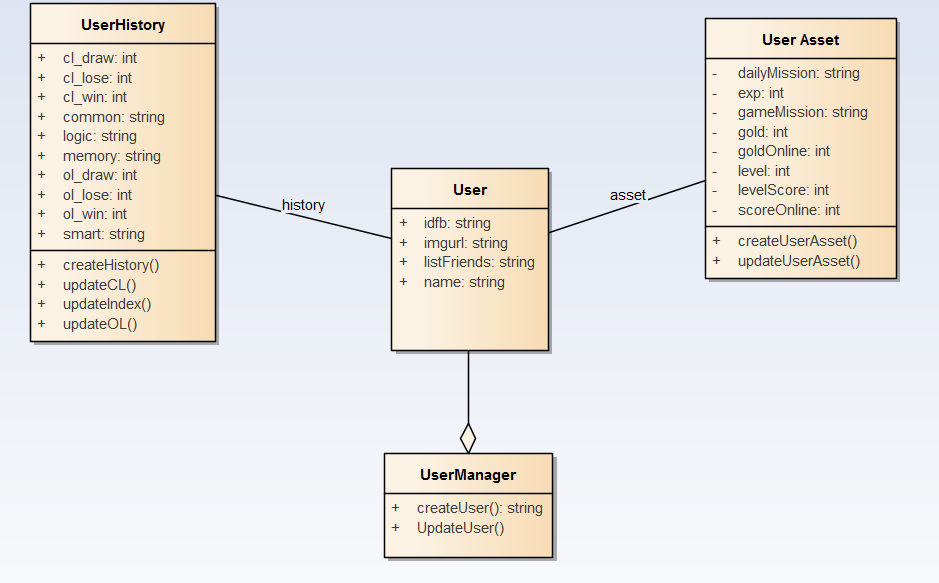 UserHistory
+ cl_draw: int
+ cl_lose: int
+ cl_win: int
+ common: string
+ logic: string
+ memory: string
+ ol_draw: int
+ ol_lose: int
+ ol_win: int
+ smart: string
+ createHistory()
+ updateCL()
+ updateIndex()
+ updateOL()
history
User
+ idfb: string
+ imgurl: string
+ listFriends: string
+ name: string
asset
User Asset
- dailyMission: string
- exp: int
- gameMission: string
- gold: int
- goldOnline: int
- level: int
- levelScore: int
- scoreOnline: int
+ createUserAsset()
+ updateUserAsset()
UserManager
+ createUser(): string
+ UpdateUser()